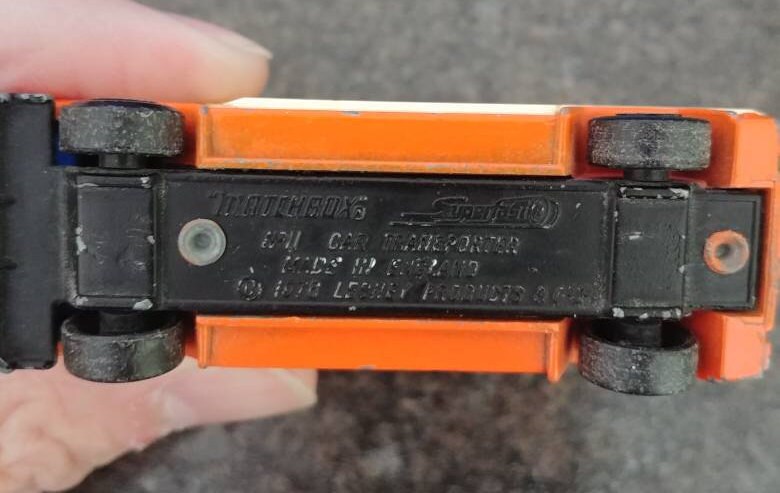 "MATCHBOX" Superfast
Nº11 CAR TRANSPORTER
MADE IN ENGLAND
© 1976 LESNEY PRODUCTS & Co